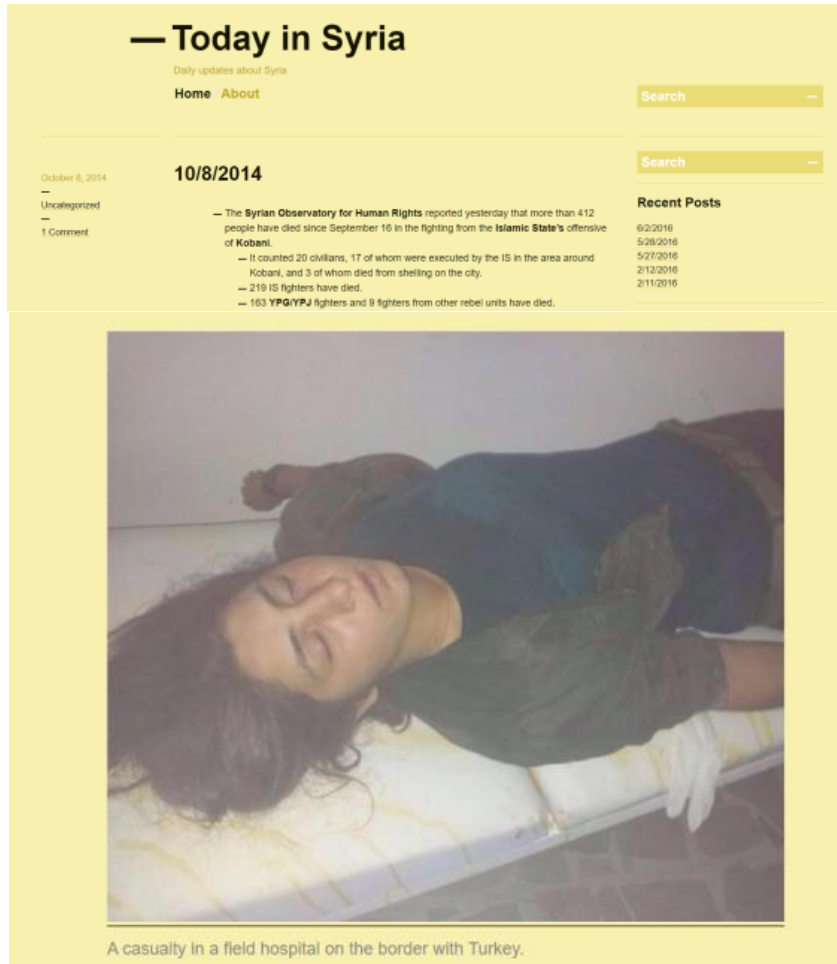 — Today in Syria
Daily updates about Syria
Home About
Search —
Search —
October 8, 2014
—
Uncategorized
—
1 Comment
10/8/2014
— The Syrian Observatory for Human Rights reported yesterday that more than 412
people have died since September 16 in the fighting from the Islamic State's offensive
of Kobani.
— It counted 20 civilians, 17 of whom were executed by the IS in the area around
Kobani, and 3 of whom died from shelling on the city.
— 219 IS fighters have died.
— 163 YPG/YPJ fighters and 9 fighters from other rebel units have died.
Recent Posts
6/2/2016
5/28/2016
5/27/2016
2/12/2016
2/11/2016
A casualty in a field hospital on the border with Turkey.